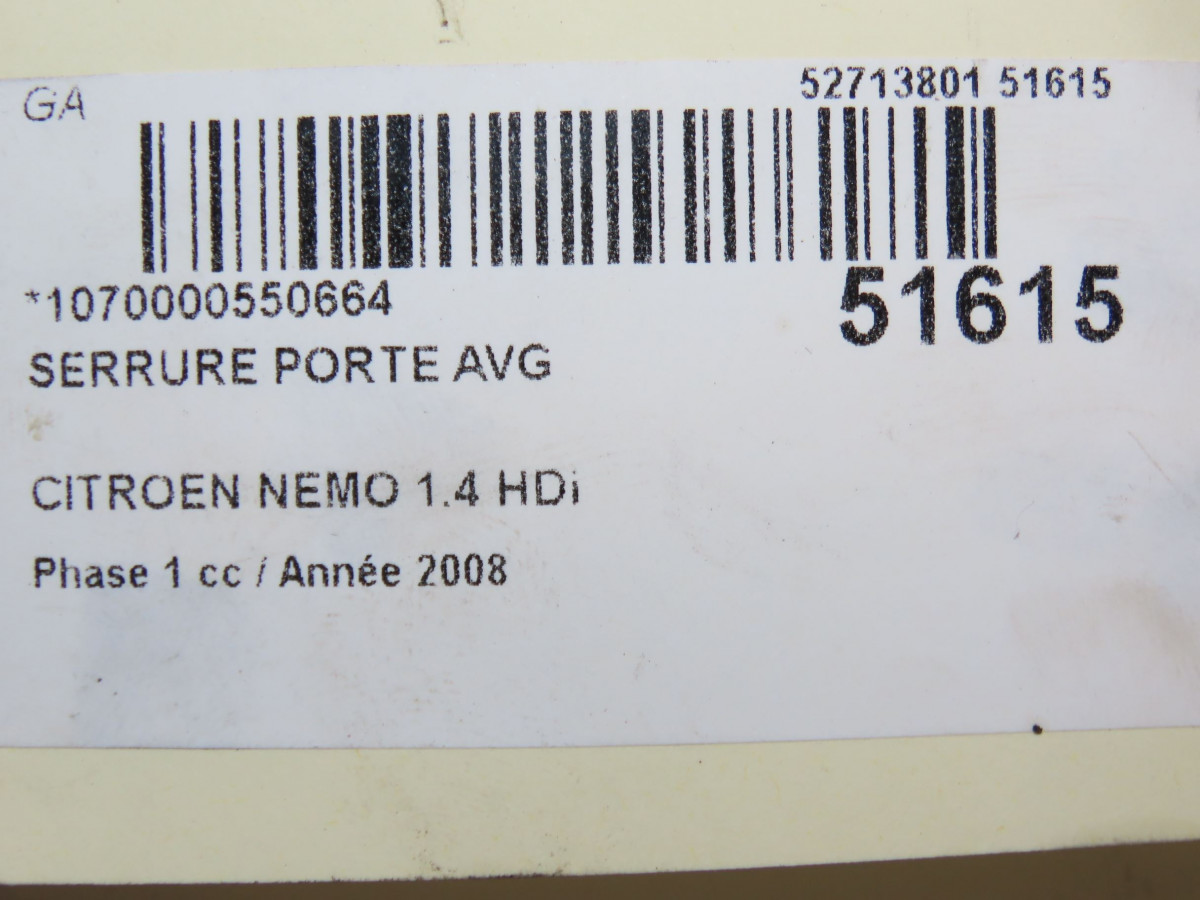 GA
52713801 51615
*1070000550664
51615
SERRURE PORTE AVG
CITROEN NEMO 1.4 HDi
Phase 1 cc / Année 2008